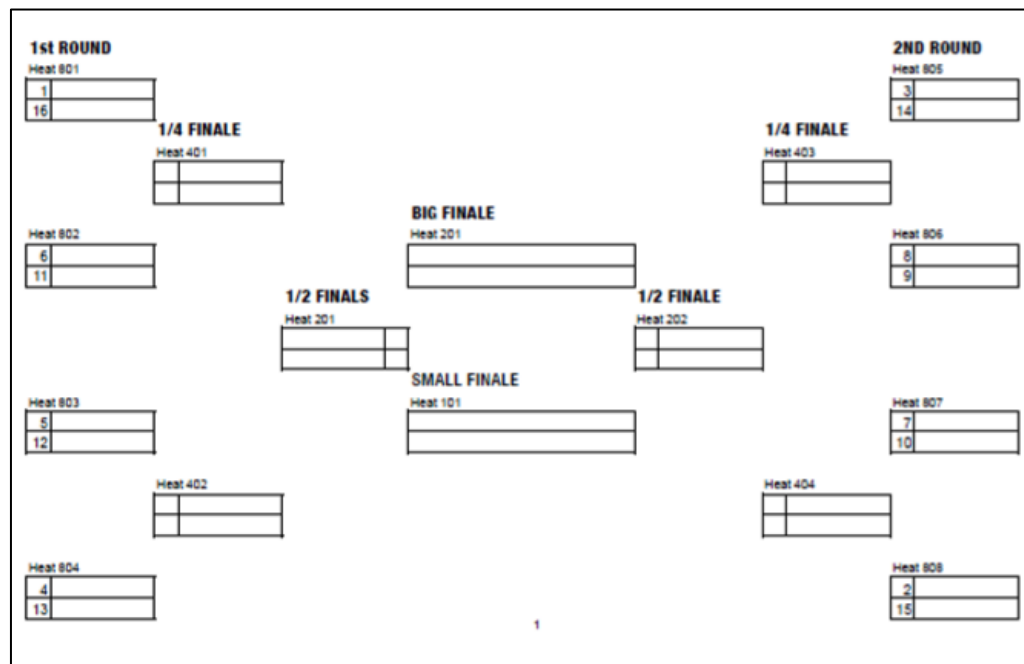 1st ROUND
2ND ROUND
Heat 801
Heat 805
1
3
16
14
1/4 FINALE
1/4 FINALE
Heat 401
Heat 403
BIG FINALE
Heat 802
Heat 201
Heat 806
6
8
11
9
1/2 FINALS
1/2 FINALE
Heat 201
Heat 202
SMALL FINALE
Heat 803
Heat 101
Heat 807
5
7
12
10
Heat 402
Heat 404
Heat 804
Heat 808
4
2
13
15
1